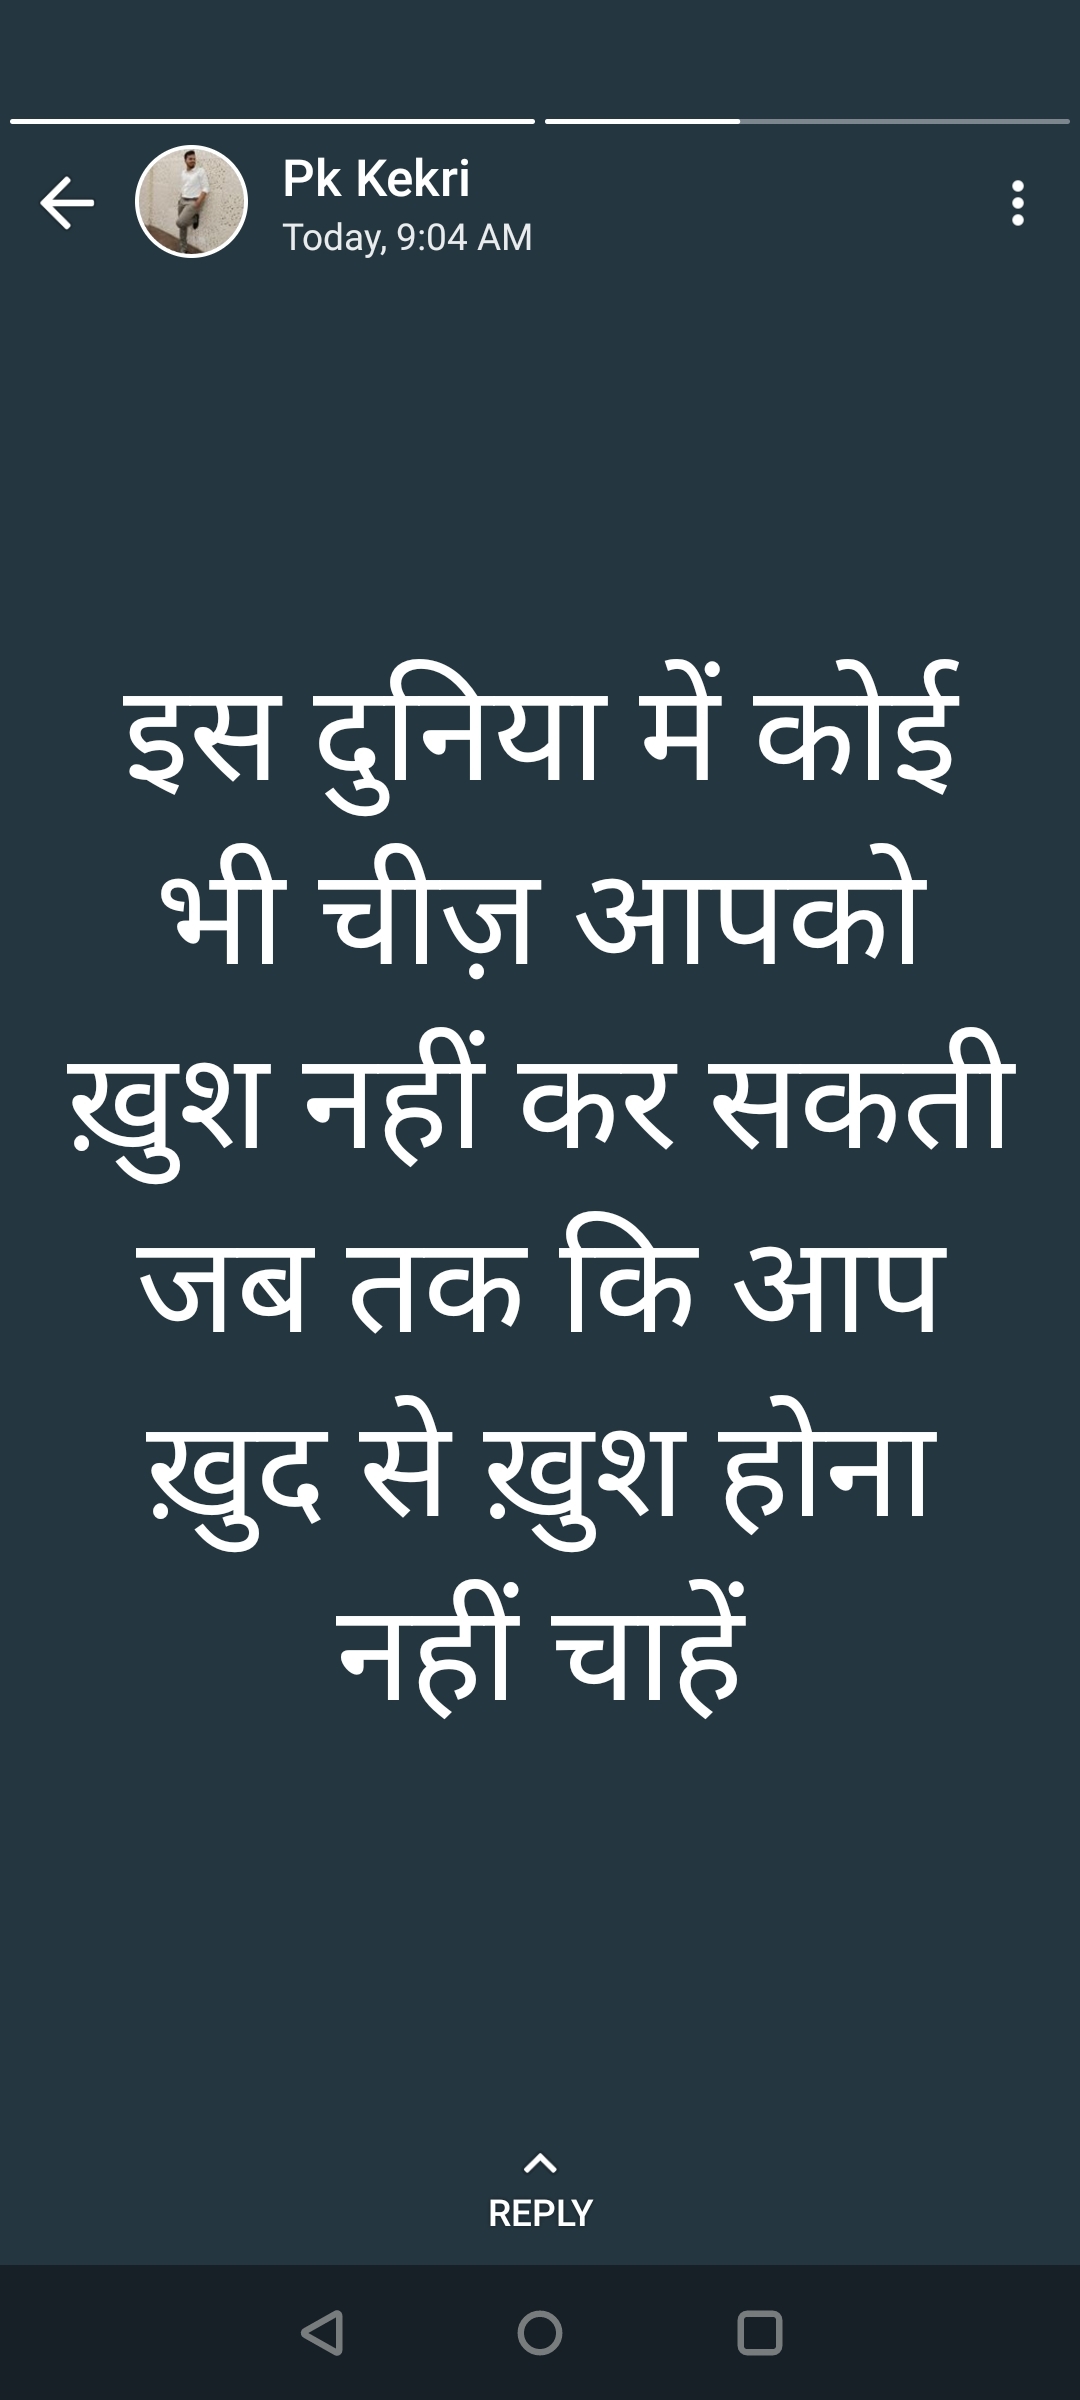 Pk Kekri
Today, 9:04 AM
इस दुनिया में कोई
भी चीज़ आपको
ख़ुश नहीं कर सकती
जब तक कि आप
ख़ुद से ख़ुश होना
नहीं चाहें
REPLY